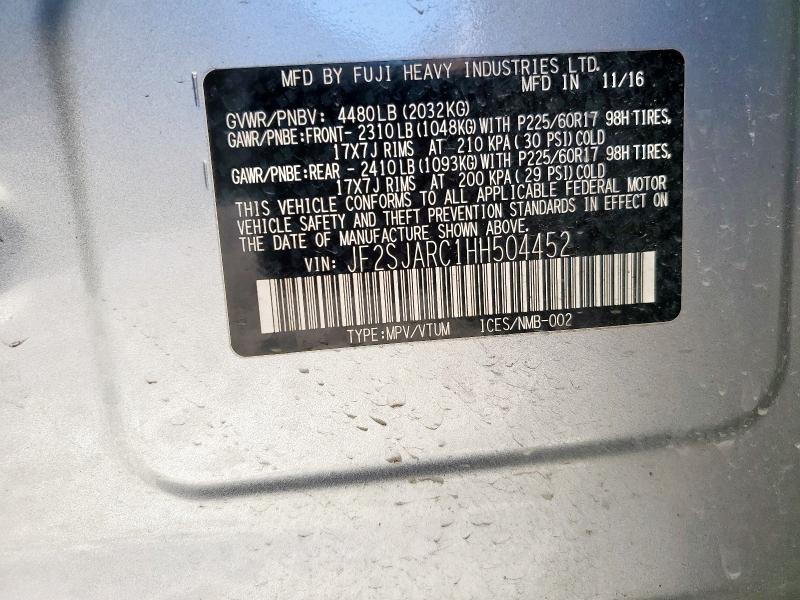 MFD BY FUJI HEAVY INDUSTRIES LTD.
MFD IN 11/16
GVWR/PNBV: 4480LB (2032KG)
GAWR/PNBE:FRONT- 2310LB (1048KG) WITH P225/60R17 98H TIRES,
17X7J RIMS AT 210 KPA ( 30 PSI) COLD
GAWR/PNBE:REAR - 2410LB (1093KG) WITH P225/60R17 98H TIRES,
17X7J RIMS AT 200 KPA ( 29 PSI) COLD
THIS VEHICLE CONFORMS TO ALL APPLICABLE FEDERAL MOTOR
VEHICLE SAFETY AND THEFT PREVENTION STANDARDS IN EFFECT ON
THE DATE OF MANUFACTURE SHOWN ABOVE.
VIN: JF2SJARC1HH504452
TYPE:MPV/VTUM ICES/NMB-002